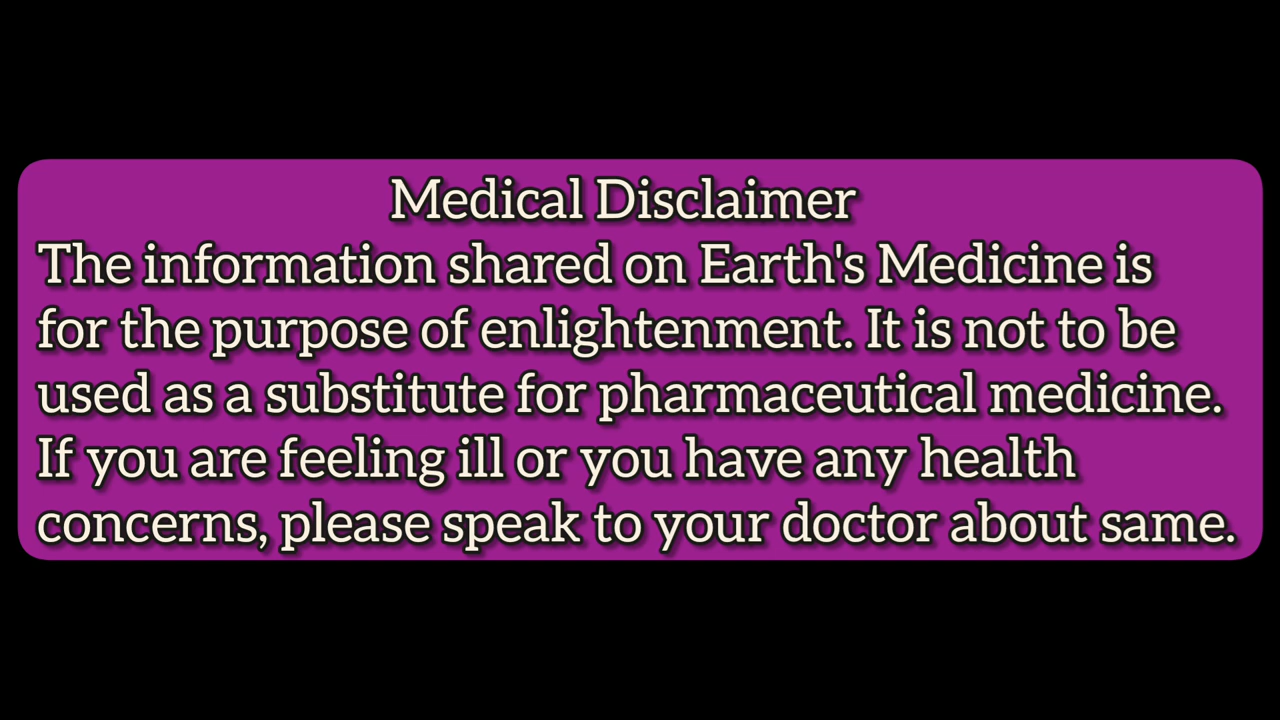 Medical Disclaimer
The information shared on Earth's Medicine is
for the purpose of enlightenment. It is not to be
used as a substitute for pharmaceutical medicine.
If you are feeling ill or you have any health
concerns, please speak to your doctor about same.